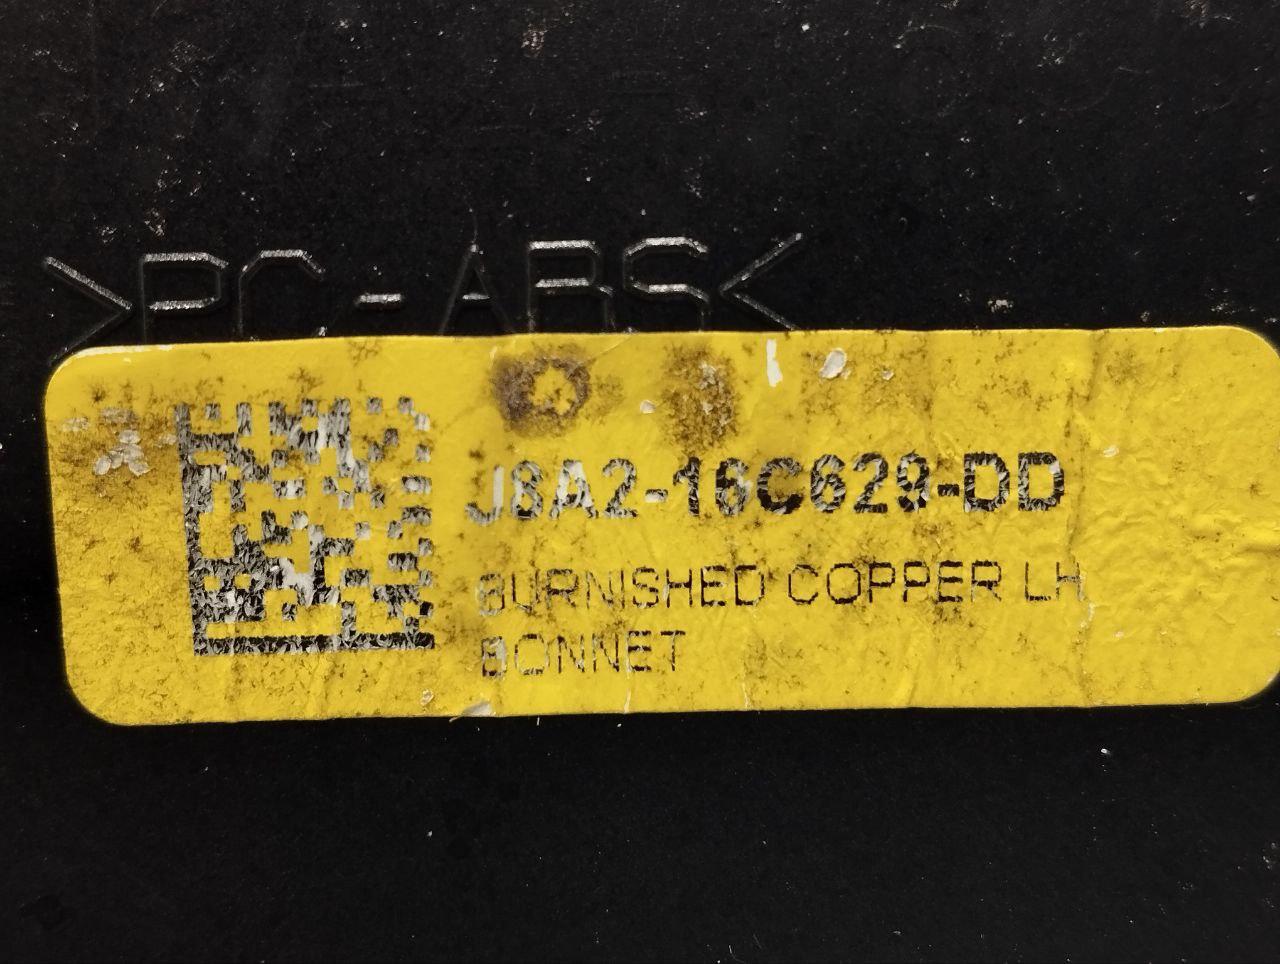 >PC-ABS<
J8A2-16C629-DD
BURNISHED COPPER LH
BONNET